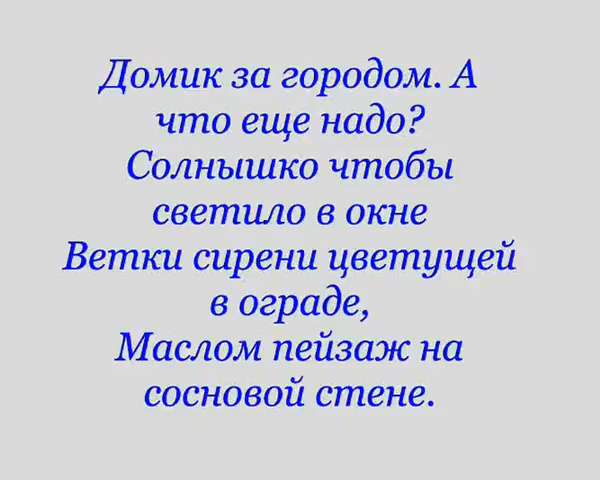 Домик за городом. А
что еще надо?
Солнышко чтобы
светило в окне
Ветки сирени цветущей
в ограде,
Маслом пейзаж на
сосновой стене.